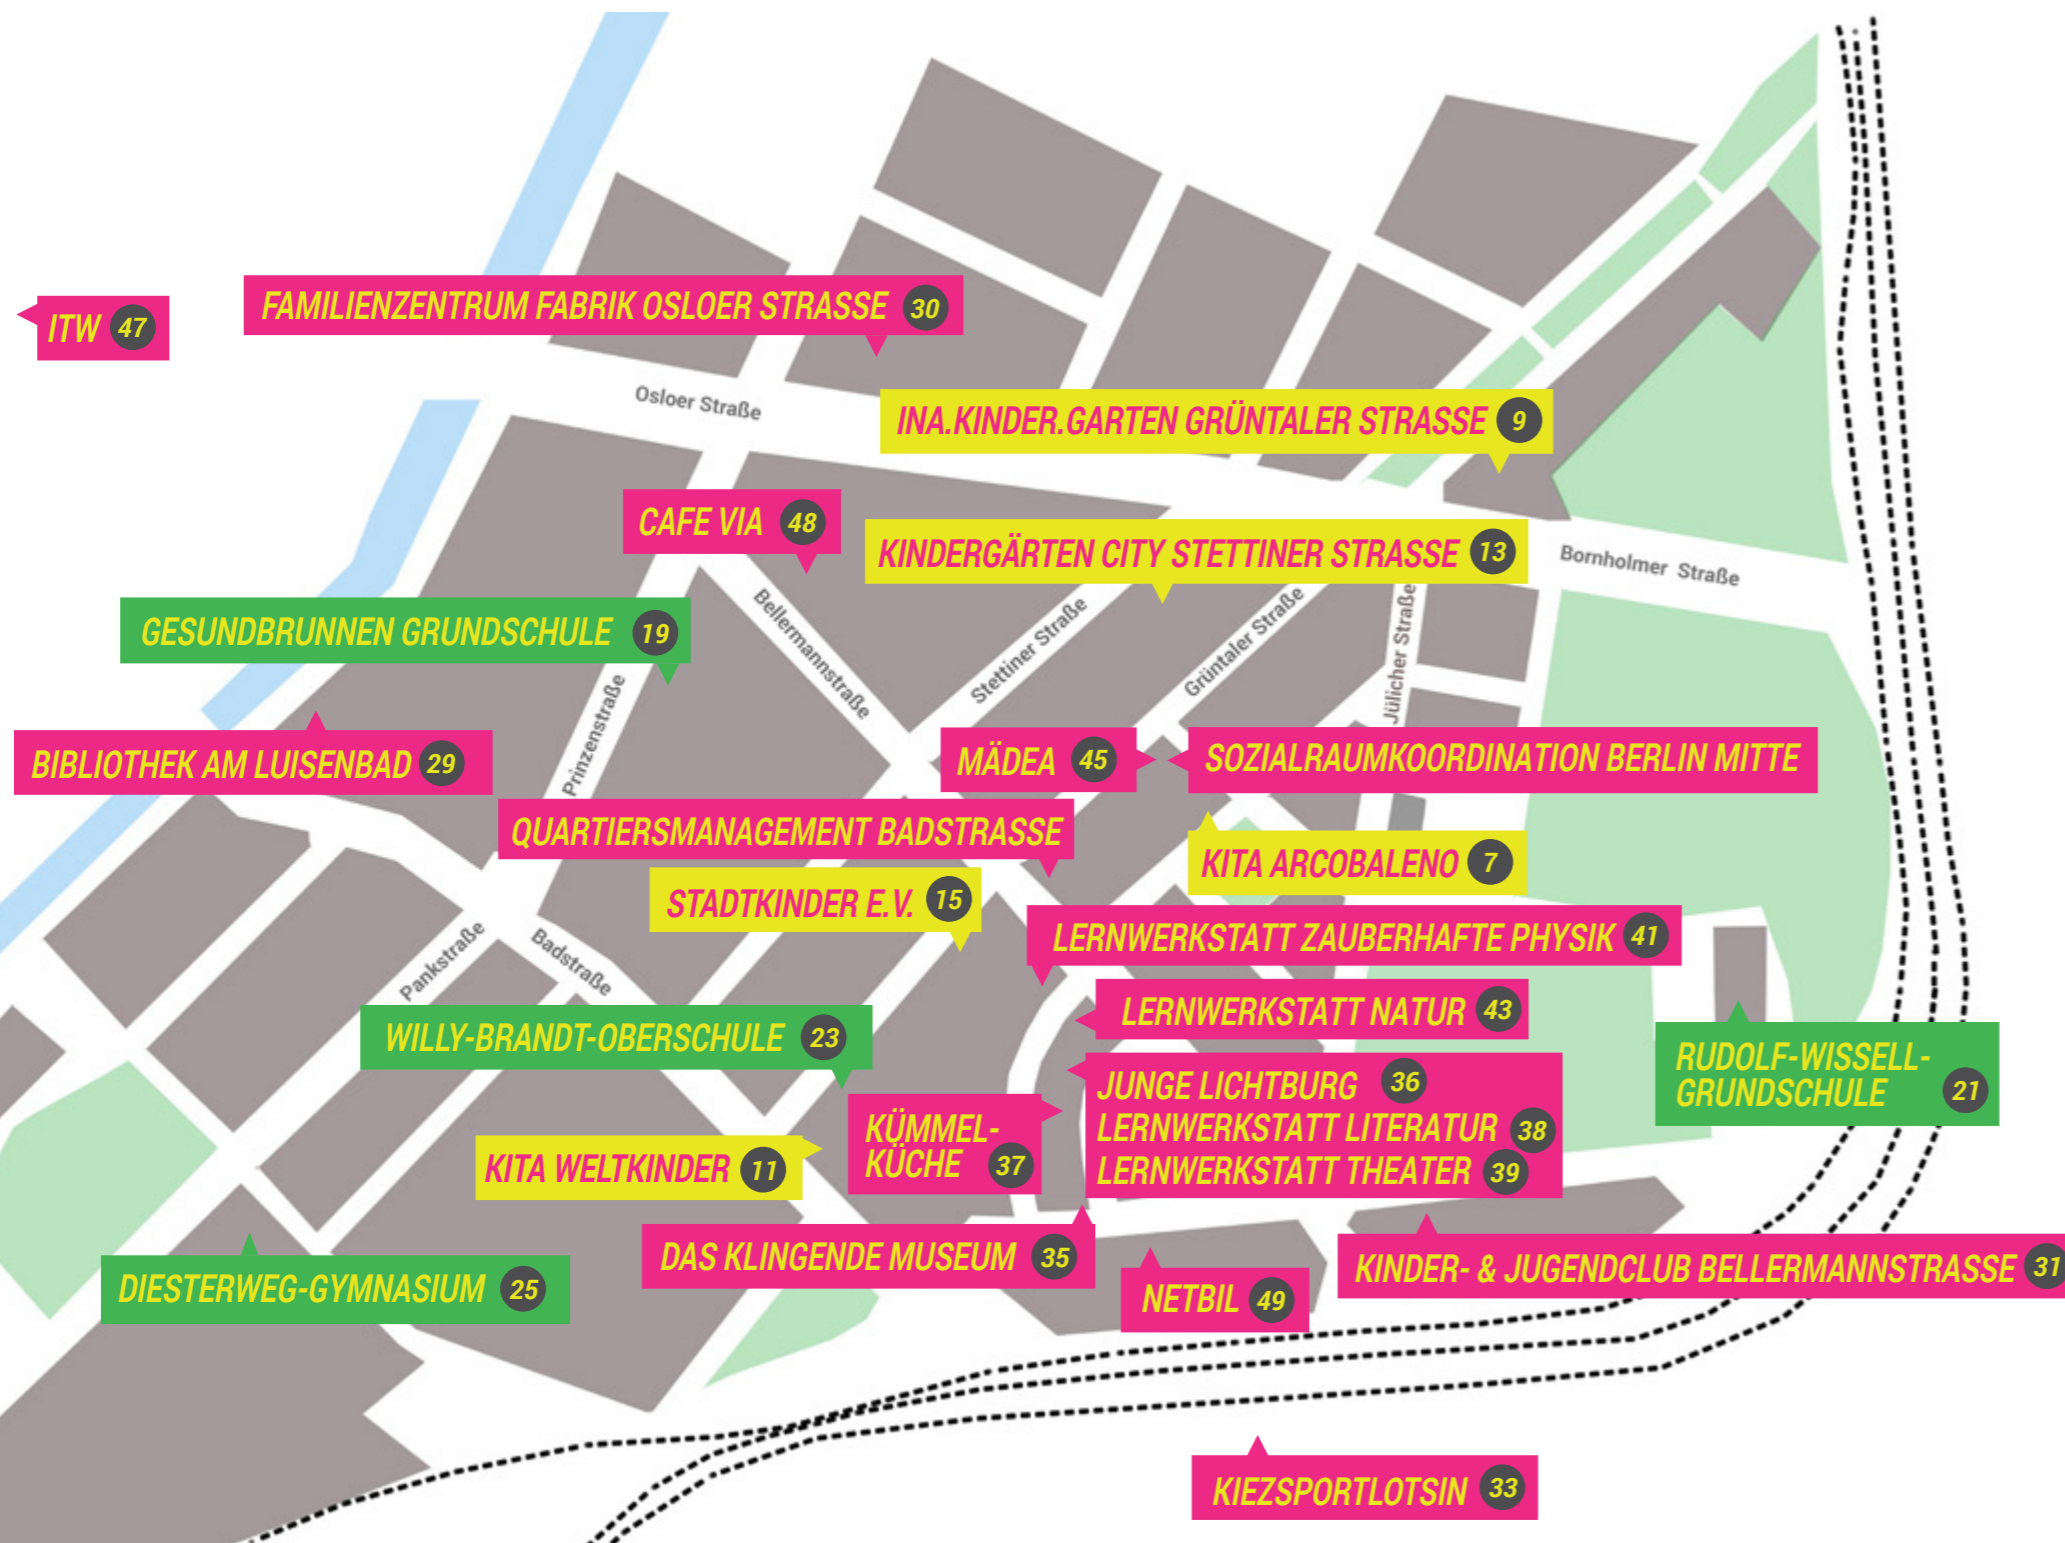 FAMILIENZENTRUM FABRIK OSLOER STRASSE 30
ITW 47
Osloer Straße
INA.KINDER.GARTEN GRÜNTALER STRASSE 9
CAFE VIA 48
KINDERGÄRTEN CITY STETTINER STRASSE 13
Bornholmer Straße
Bellermannstraße
Stettiner Straße
Grüntaler Straße
Jülicher Straße
GESUNDBRUNNEN GRUNDSCHULE 19
Prinzenstraße
BIBLIOTHEK AM LUISENBAD 29
MÄDEA 45
SOZIALRAUMKOORDINATION BERLIN MITTE
QUARTIERSMANAGEMENT BADSTRASSE
KITA ARCOBALENO 7
STADTKINDER E.V. 15
LERNWERKSTATT ZAUBERHAFTE PHYSIK 41
Pankstraße
Badstraße
LERNWERKSTATT NATUR 43
WILLY-BRANDT-OBERSCHULE 23
RUDOLF-WISSELL-
GRUNDSCHULE 21
JUNGE LICHTBURG 36
LERNWERKSTATT LITERATUR 38
LERNWERKSTATT THEATER 39
KÜMMEL-
KÜCHE 37
KITA WELTKINDER 11
DAS KLINGENDE MUSEUM 35
KINDER- & JUGENDCLUB BELLERMANNSTRASSE 31
DIESTERWEG-GYMNASIUM 25
NETBIL 49
KIEZSPORTLOTSIN 33